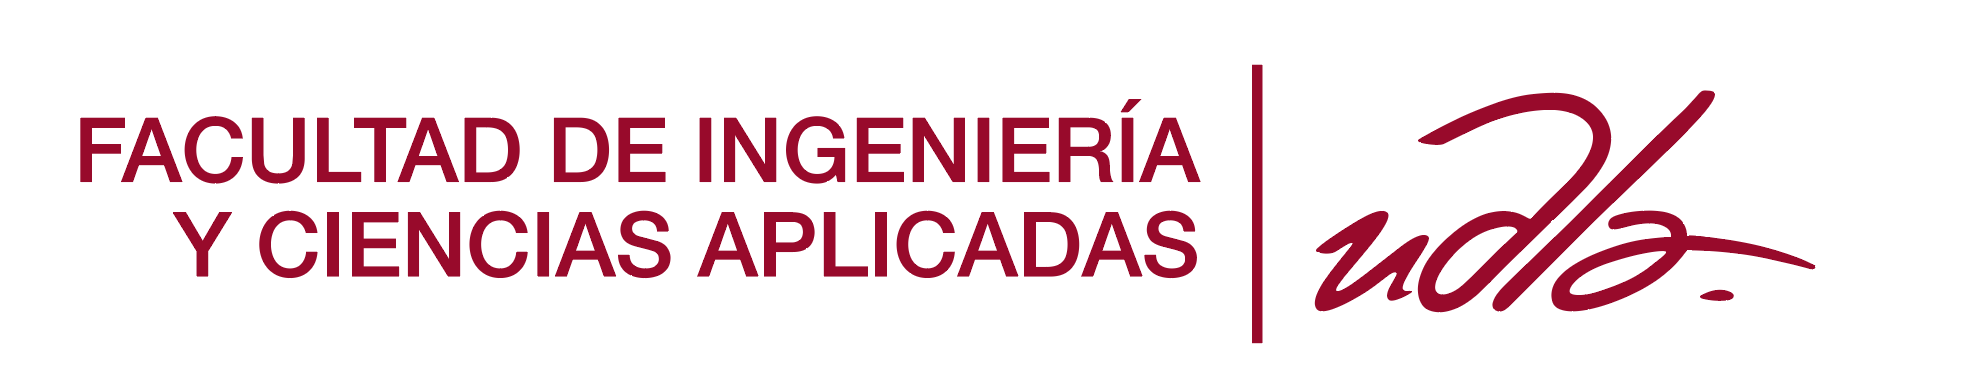 FACULTAD DE INGENIERÍA
Y CIENCIAS APLICADAS
udla.